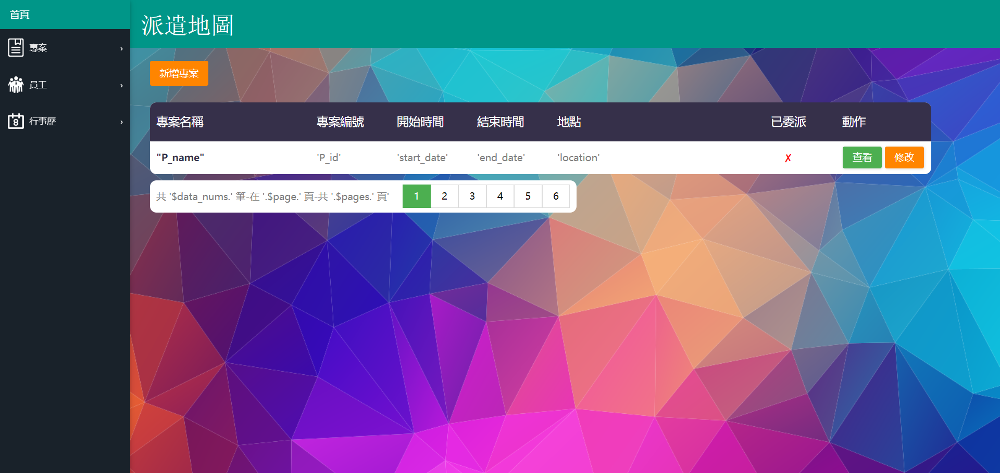 首頁
派遣地圖
專案 ›
員工 ›
8 行事歷 ›
新增專案
專案名稱 專案編號 開始時間 結束時間 地點 已委派 動作
"P_name" 'P_id' 'start_date' 'end_date' 'location' ✗ 查看 修改
共 '$data_nums.' 筆-在 '.$page.' 頁-共 '.$pages.' 頁' 1 2 3 4 5 6